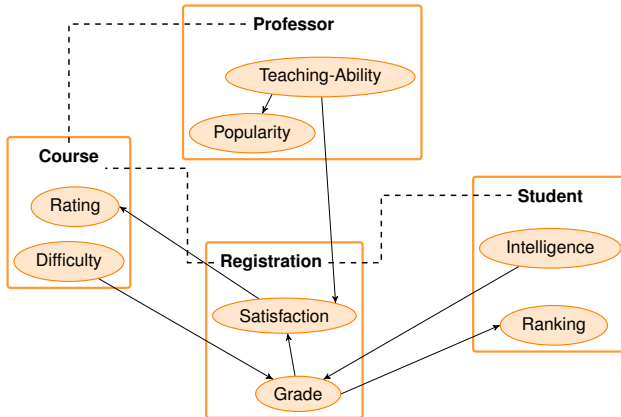 Professor
Teaching-Ability
Popularity
Course
Rating
Difficulty
Registration
Satisfaction
Grade
Student
Intelligence
Ranking